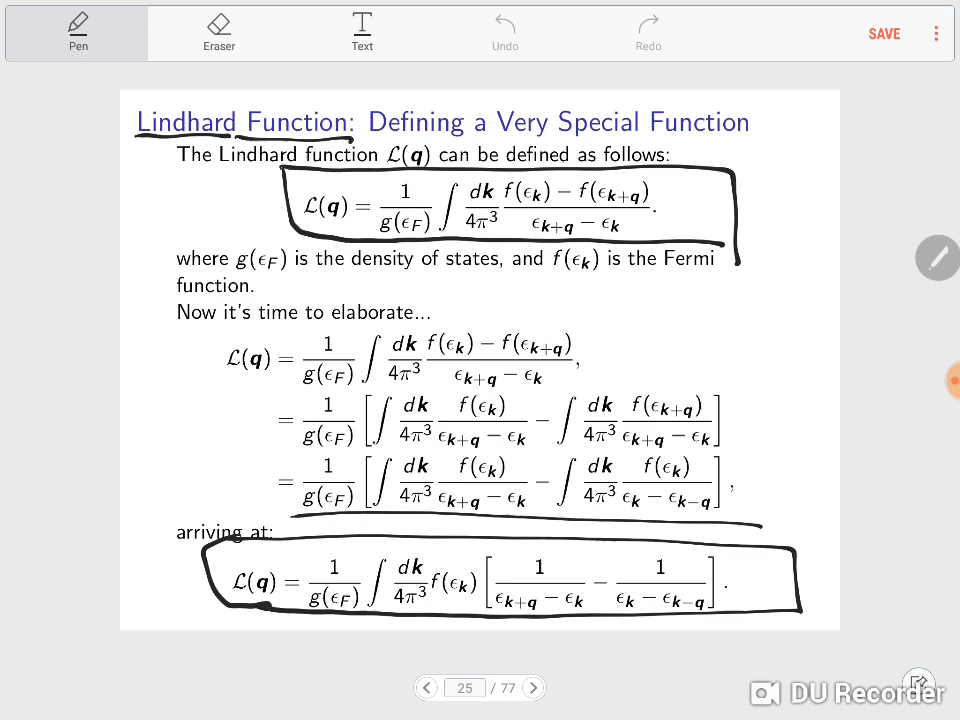 Pen
Eraser
Text
Undo
Redo
SAVE
Lindhard Function: Defining a Very Special Function
The Lindhard function ℒ(q) can be defined as follows:
ℒ(q) = 1/g(ϵ_F) ∫ dk/4π³ (f(ϵ_k) − f(ϵ_{k+q}))/(ϵ_{k+q} − ϵ_k).
where g(ϵ_F) is the density of states, and f(ϵ_k) is the Fermi
function.
Now it's time to elaborate...
ℒ(q) = 1/g(ϵ_F) ∫ dk/4π³ (f(ϵ_k) − f(ϵ_{k+q}))/(ϵ_{k+q} − ϵ_k),
= 1/g(ϵ_F) [∫ dk/4π³ f(ϵ_k)/(ϵ_{k+q} − ϵ_k) − ∫ dk/4π³ f(ϵ_{k+q})/(ϵ_{k+q} − ϵ_k)]
= 1/g(ϵ_F) [∫ dk/4π³ f(ϵ_k)/(ϵ_{k+q} − ϵ_k) − ∫ dk/4π³ f(ϵ_k)/(ϵ_k − ϵ_{k−q})],
arriving at:
ℒ(q) = 1/g(ϵ_F) ∫ dk/4π³ f(ϵ_k) [1/(ϵ_{k+q} − ϵ_k) − 1/(ϵ_k − ϵ_{k−q})].
25 / 77
DU Recorder